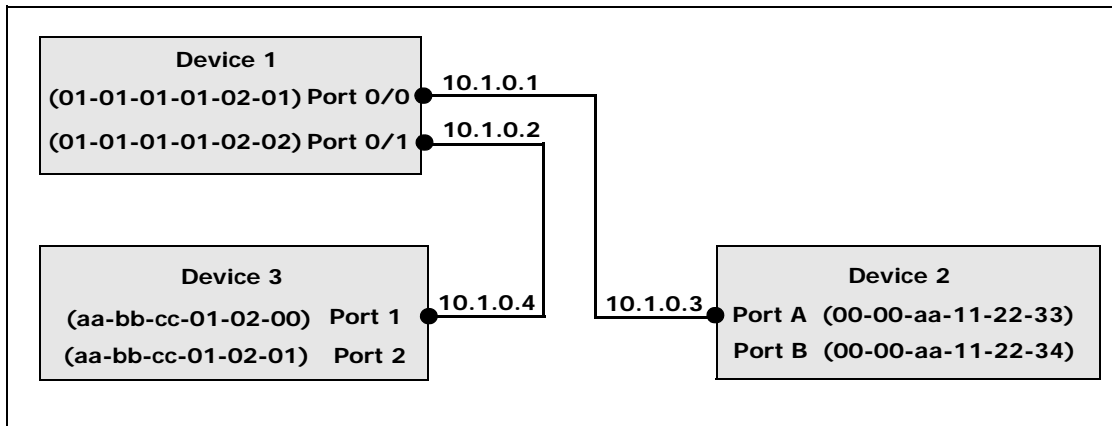 Device 1
(01-01-01-01-02-01) Port 0/0
10.1.0.1
(01-01-01-01-02-02) Port 0/1
10.1.0.2
Device 3
(aa-bb-cc-01-02-00) Port 1
10.1.0.4
(aa-bb-cc-01-02-01) Port 2
Device 2
10.1.0.3
Port A (00-00-aa-11-22-33)
Port B (00-00-aa-11-22-34)